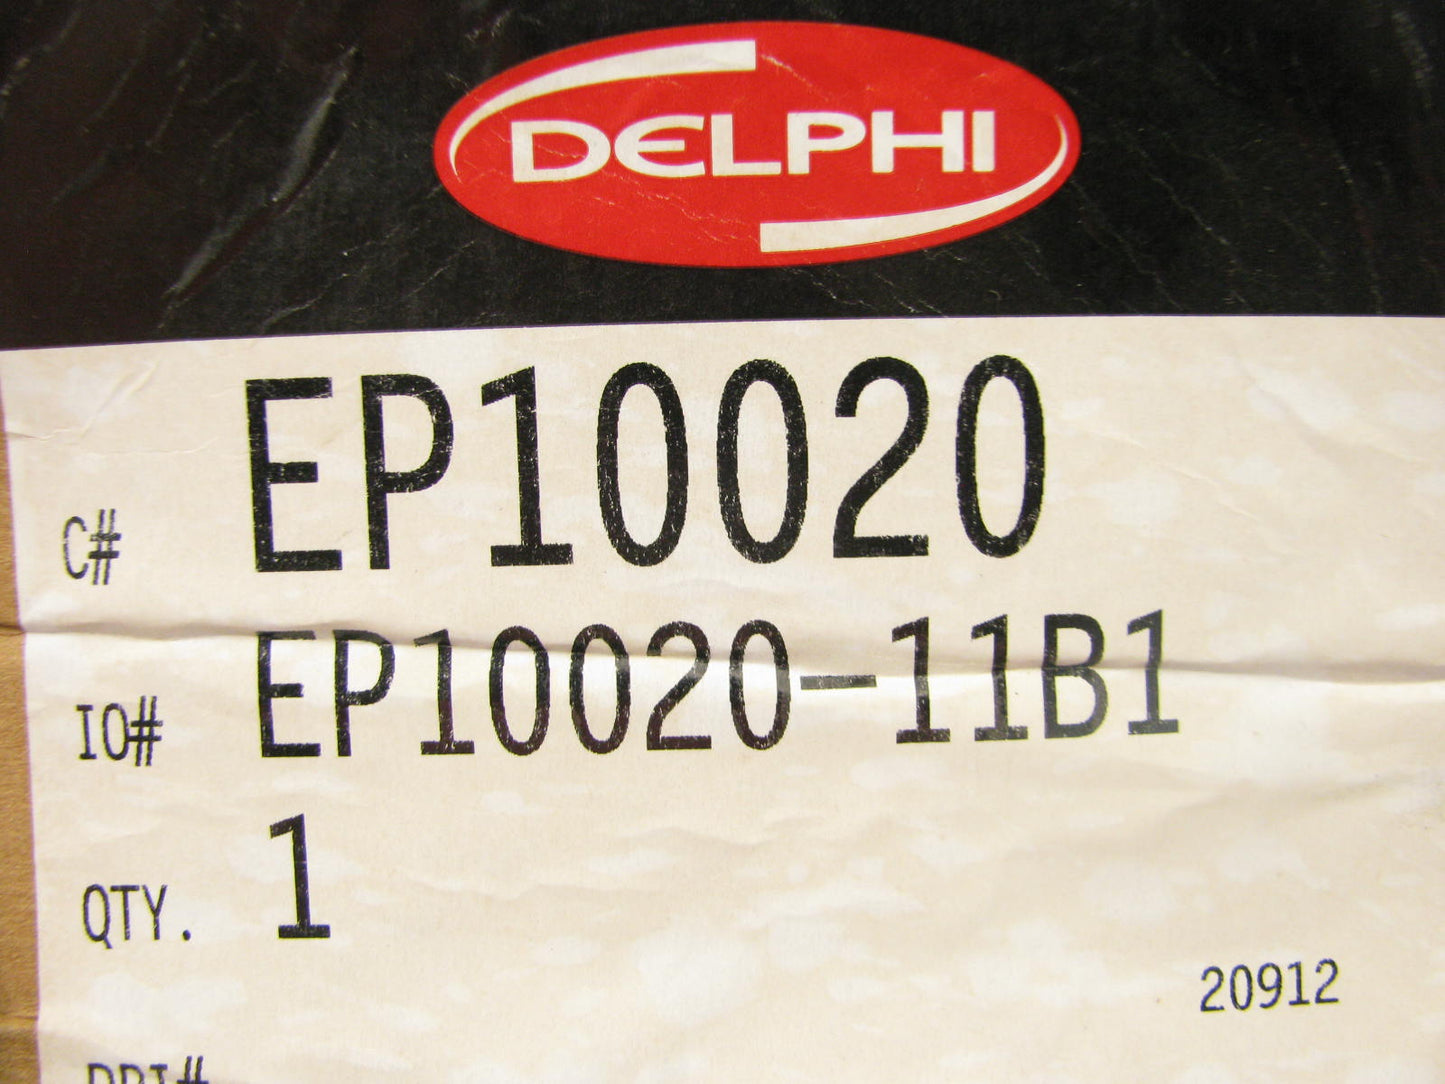 DELPHI
C# EP10020
IO# EP10020-11B1
QTY. 1
20912